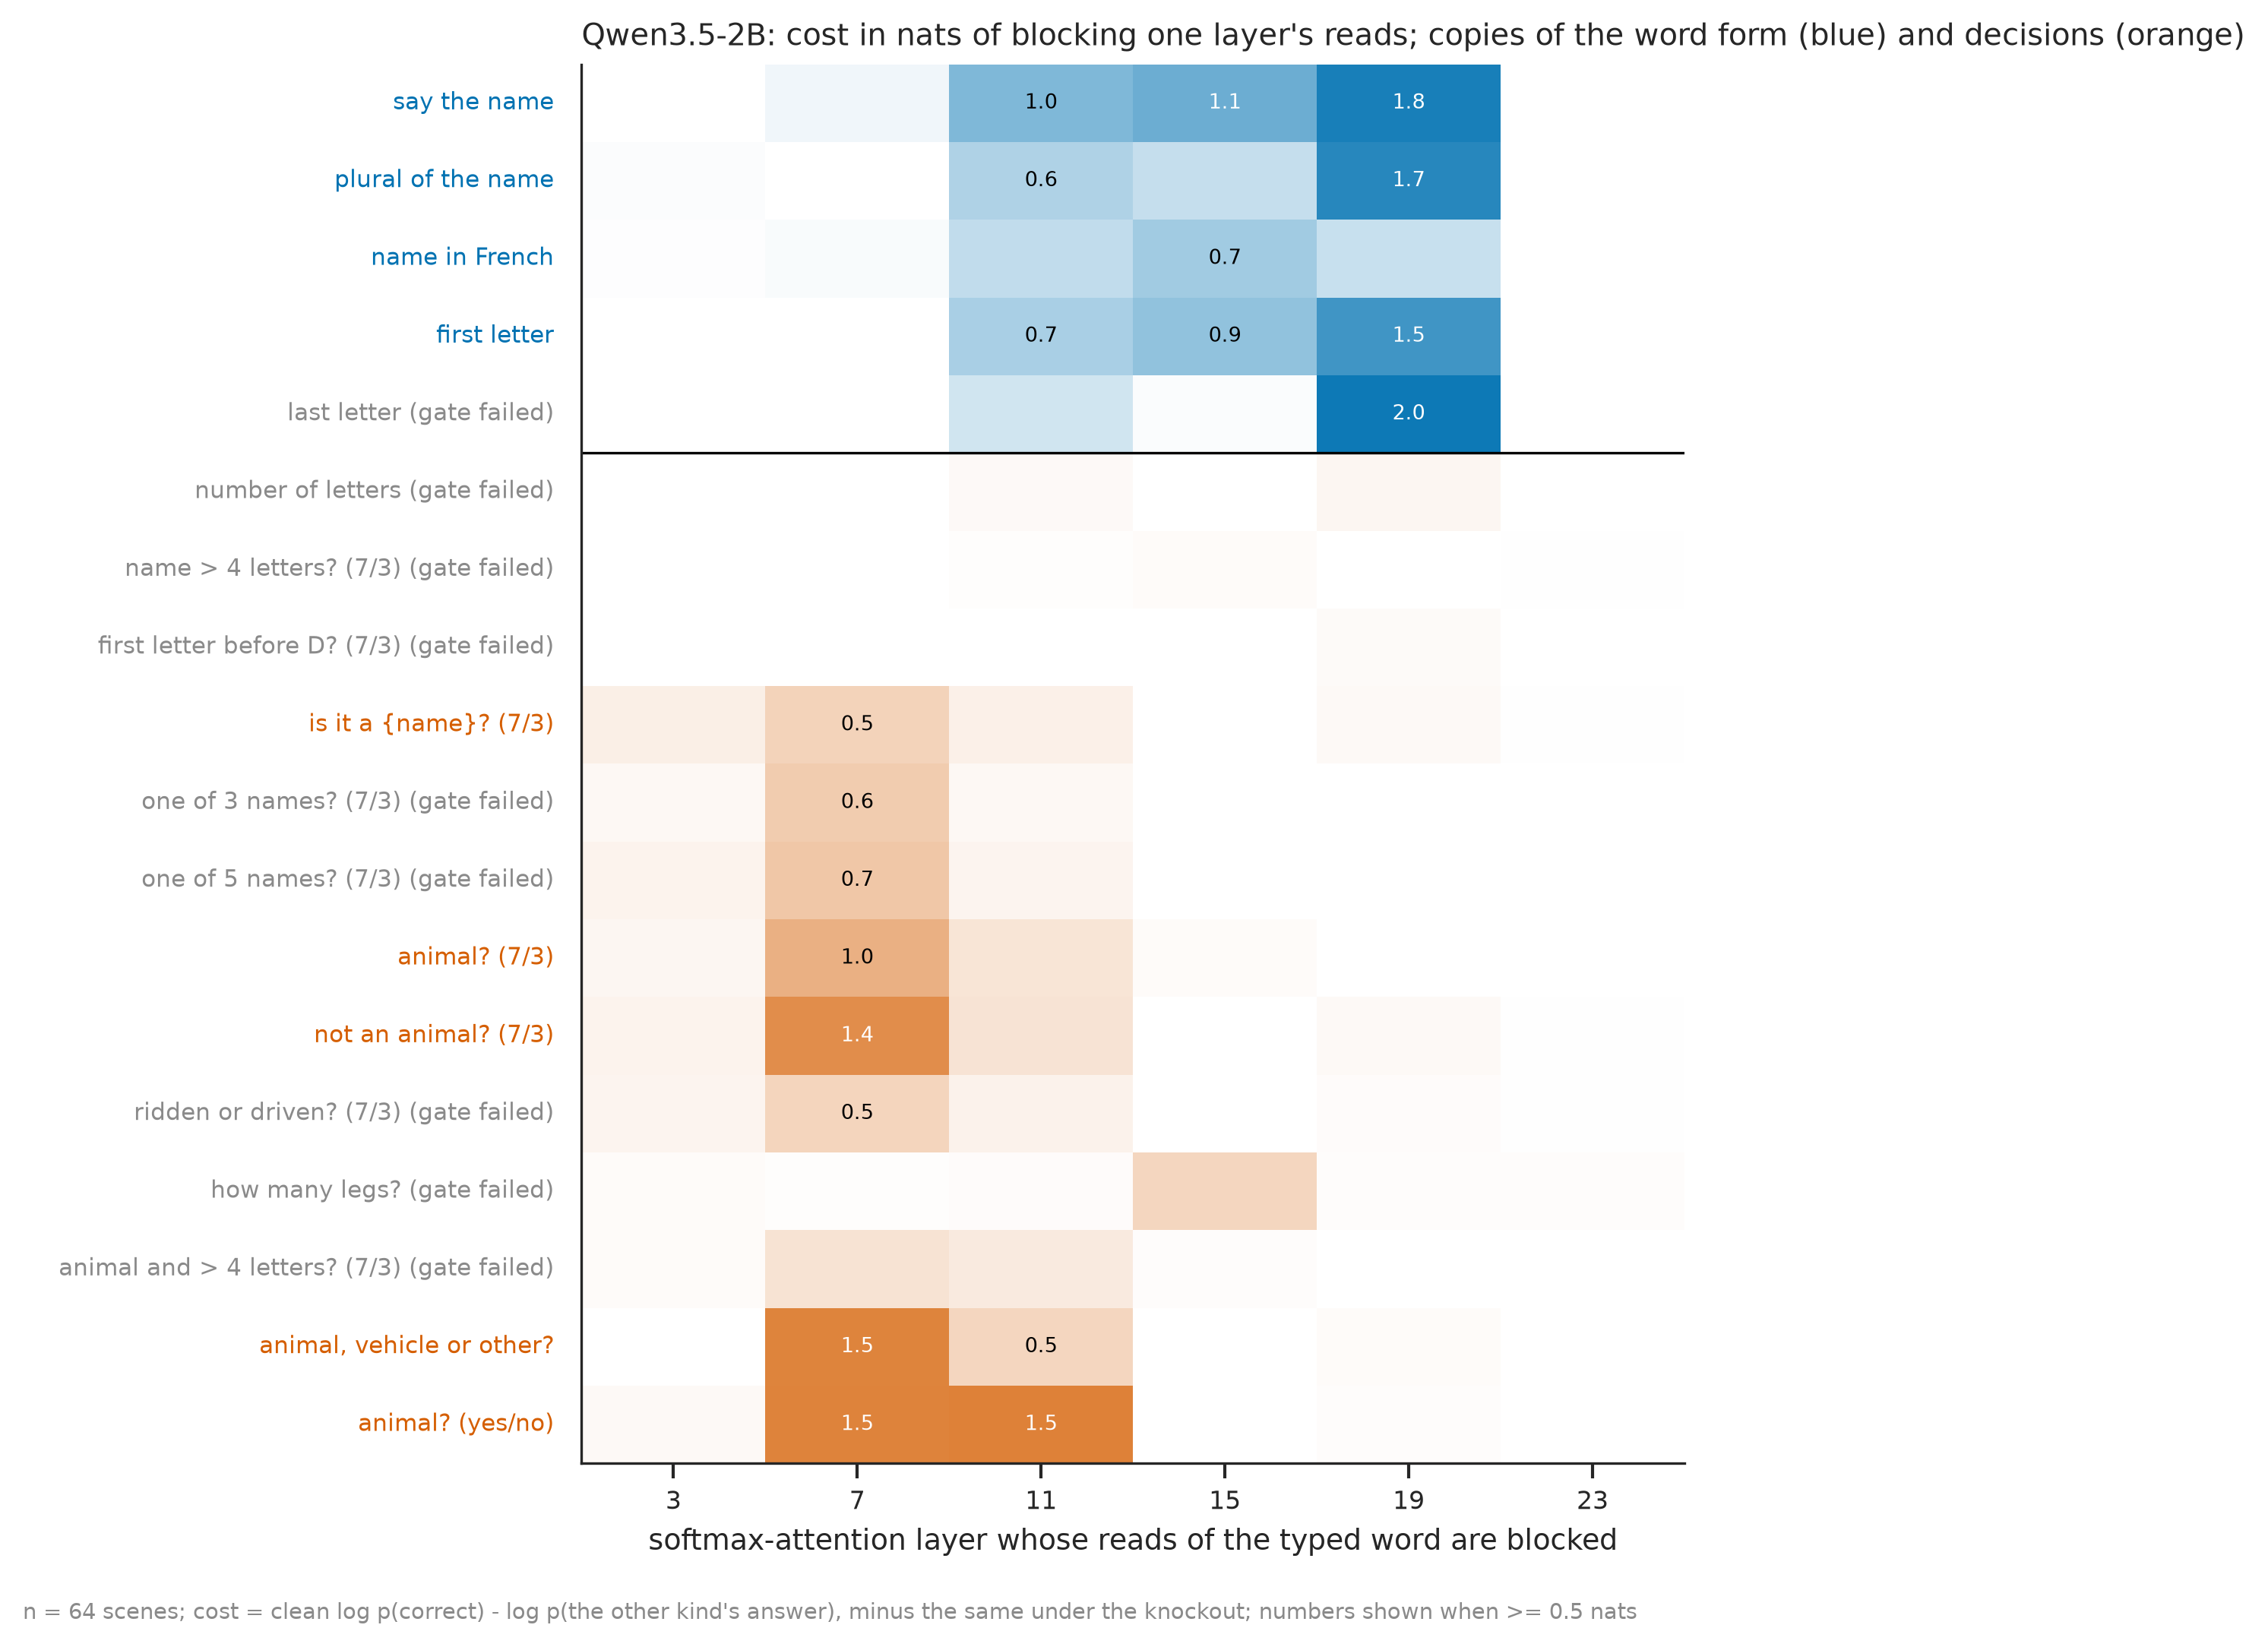 Qwen3.5-2B: cost in nats of blocking one layer's reads; copies of the word form (blue) and decisions (orange)
say the name 1.0 1.1 1.8
plural of the name 0.6 1.7
name in French 0.7
first letter 0.7 0.9 1.5
last letter (gate failed) 2.0
number of letters (gate failed)
name > 4 letters? (7/3) (gate failed)
first letter before D? (7/3) (gate failed)
is it a {name}? (7/3) 0.5
one of 3 names? (7/3) (gate failed) 0.6
one of 5 names? (7/3) (gate failed) 0.7
animal? (7/3) 1.0
not an animal? (7/3) 1.4
ridden or driven? (7/3) (gate failed) 0.5
how many legs? (gate failed)
animal and > 4 letters? (7/3) (gate failed)
animal, vehicle or other? 1.5 0.5
animal? (yes/no) 1.5 1.5
3 7 11 15 19 23
softmax-attention layer whose reads of the typed word are blocked
n = 64 scenes; cost = clean log p(correct) - log p(the other kind's answer), minus the same under the knockout; numbers shown when >= 0.5 nats